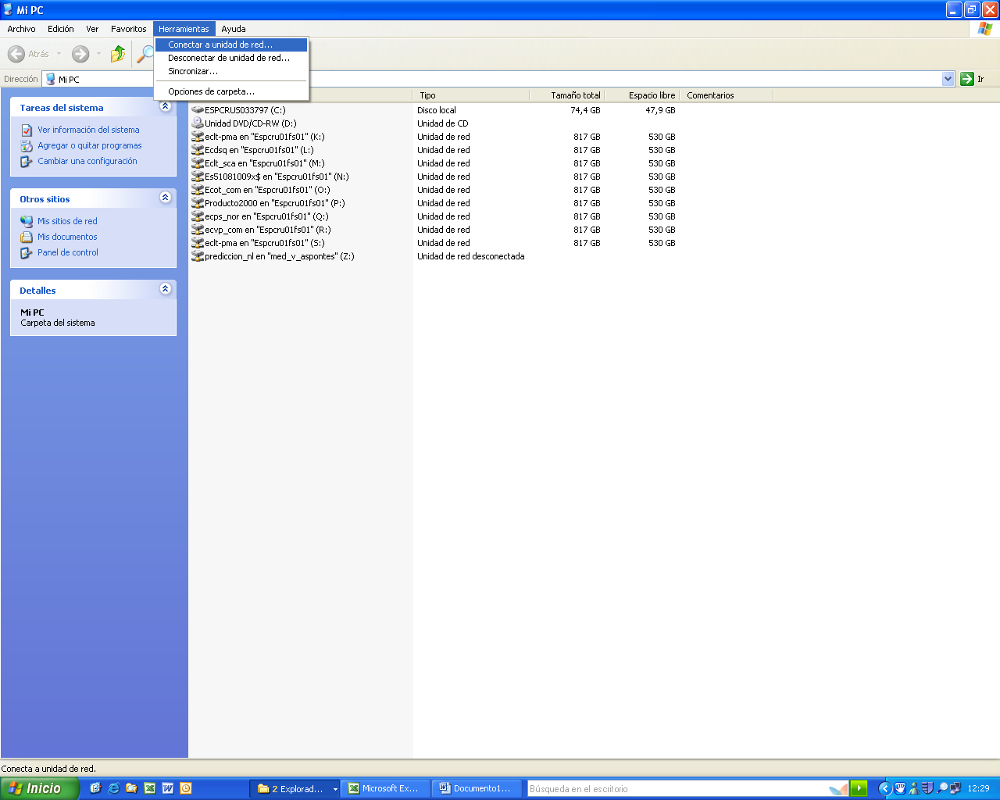 Mi PC
Archivo Edición Ver Favoritos Herramientas Ayuda
Conectar a unidad de red...
Desconectar de unidad de red...
Sincronizar...
Opciones de carpeta...
Atrás
Dirección Mi PC Ir
Tipo Tamaño total Espacio libre Comentarios
Tareas del sistema
Ver información del sistema
Agregar o quitar programas
Cambiar una configuración
Otros sitios
Mis sitios de red
Mis documentos
Panel de control
Detalles
Mi PC
Carpeta del sistema
ESPCRUS033797 (C:) Disco local 74,4 GB 47,9 GB
Unidad DVD/CD-RW (D:) Unidad de CD
eclt-pma en "Espcru01fs01" (K:) Unidad de red 817 GB 530 GB
Ecdsq en "Espcru01fs01" (L:) Unidad de red 817 GB 530 GB
Eclt_sca en "Espcru01fs01" (M:) Unidad de red 817 GB 530 GB
Es51081009x$ en "Espcru01fs01" (N:) Unidad de red 817 GB 530 GB
Ecot_com en "Espcru01fs01" (O:) Unidad de red 817 GB 530 GB
Producto2000 en "Espcru01fs01" (P:) Unidad de red 817 GB 530 GB
ecps_nor en "Espcru01fs01" (Q:) Unidad de red 817 GB 530 GB
ecvp_com en "Espcru01fs01" (R:) Unidad de red 817 GB 530 GB
eclt-pma en "Espcru01fs01" (S:) Unidad de red 817 GB 530 GB
prediccion_nl en "med_v_aspontes" (Z:) Unidad de red desconectada
Conecta a unidad de red.
Inicio 2 Explorad... Microsoft Ex... Documento1... Búsqueda en el escritorio 12:29